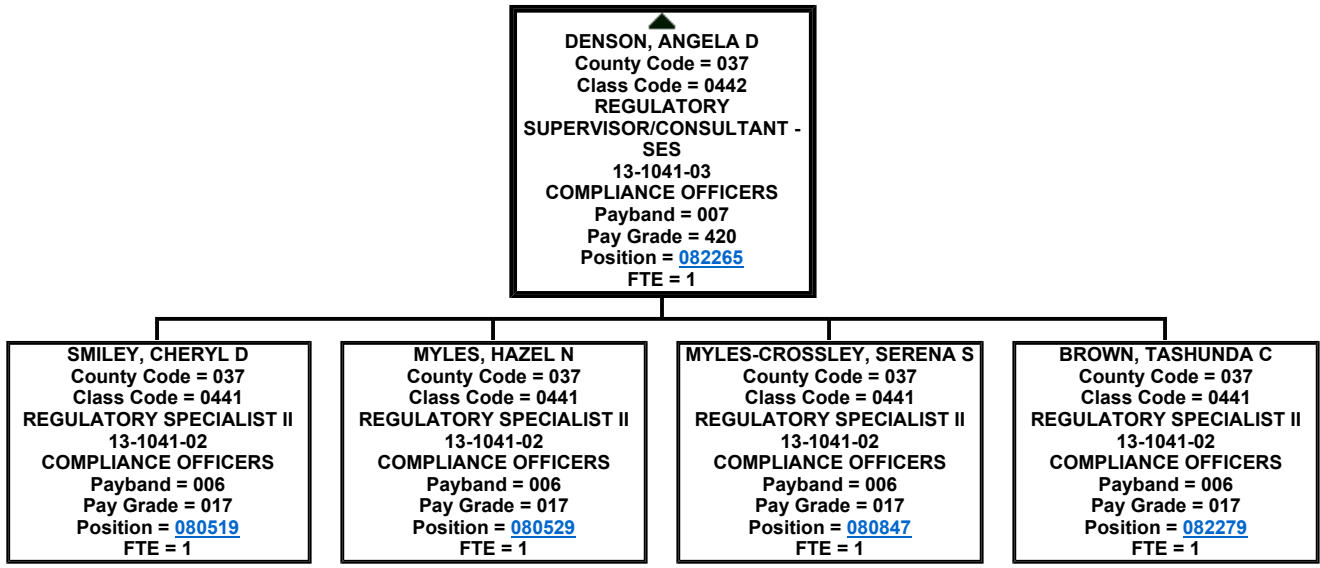 DENSON, ANGELA D
County Code = 037
Class Code = 0442
REGULATORY
SUPERVISOR/CONSULTANT -
SES
13-1041-03
COMPLIANCE OFFICERS
Payband = 007
Pay Grade = 420
Position = 082265
FTE = 1
SMILEY, CHERYL D
County Code = 037
Class Code = 0441
REGULATORY SPECIALIST II
13-1041-02
COMPLIANCE OFFICERS
Payband = 006
Pay Grade = 017
Position = 080519
FTE = 1
MYLES, HAZEL N
County Code = 037
Class Code = 0441
REGULATORY SPECIALIST II
13-1041-02
COMPLIANCE OFFICERS
Payband = 006
Pay Grade = 017
Position = 080529
FTE = 1
MYLES-CROSSLEY, SERENA S
County Code = 037
Class Code = 0441
REGULATORY SPECIALIST II
13-1041-02
COMPLIANCE OFFICERS
Payband = 006
Pay Grade = 017
Position = 080847
FTE = 1
BROWN, TASHUNDA C
County Code = 037
Class Code = 0441
REGULATORY SPECIALIST II
13-1041-02
COMPLIANCE OFFICERS
Payband = 006
Pay Grade = 017
Position = 082279
FTE = 1